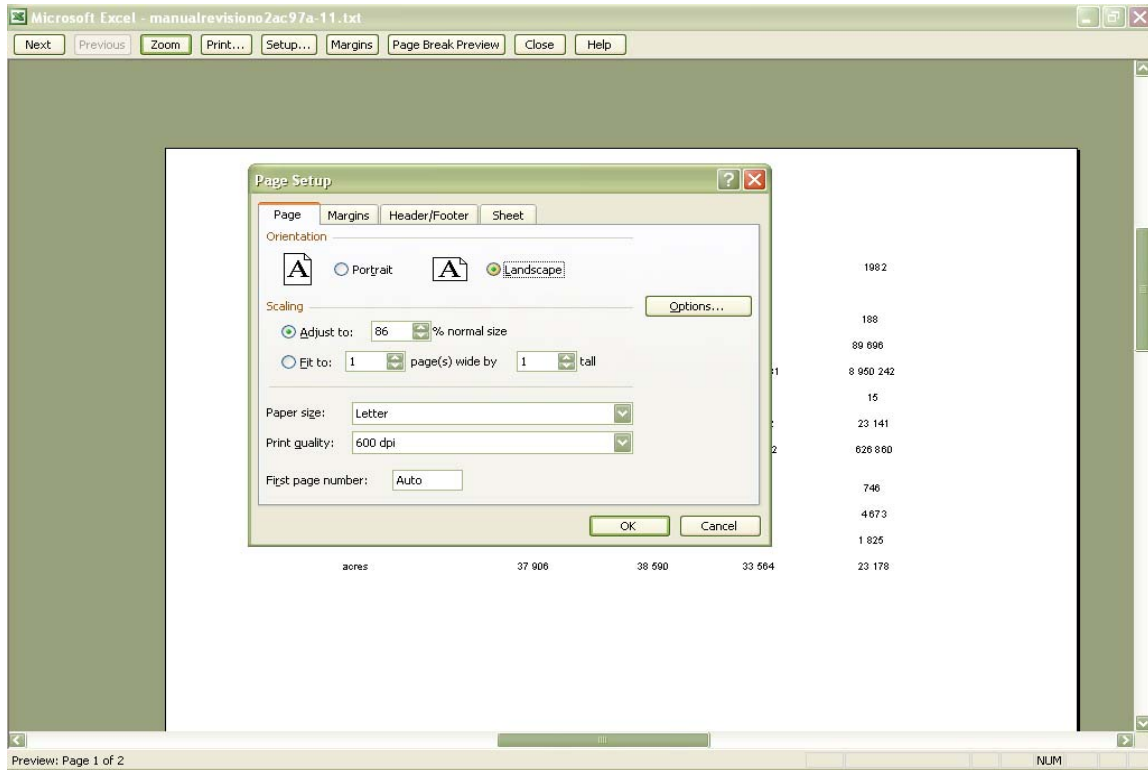 Microsoft Excel - manualrevisiono2ac97a-11.txt
Next Previous Zoom Print... Setup... Margins Page Break Preview Close Help
Page Setup
Page Margins Header/Footer Sheet
Orientation
A Portrait A Landscape
1982
Scaling
Options...
Adjust to: 86 % normal size
188
89 696
Fit to: 1 page(s) wide by 1 tall
8 950 242
15
Paper size: Letter
23 141
Print quality: 600 dpi
2 626 860
First page number: Auto
746
4 673
OK Cancel
1 825
acres 37 906 38 590 33 564 23 178
Preview: Page 1 of 2
NUM